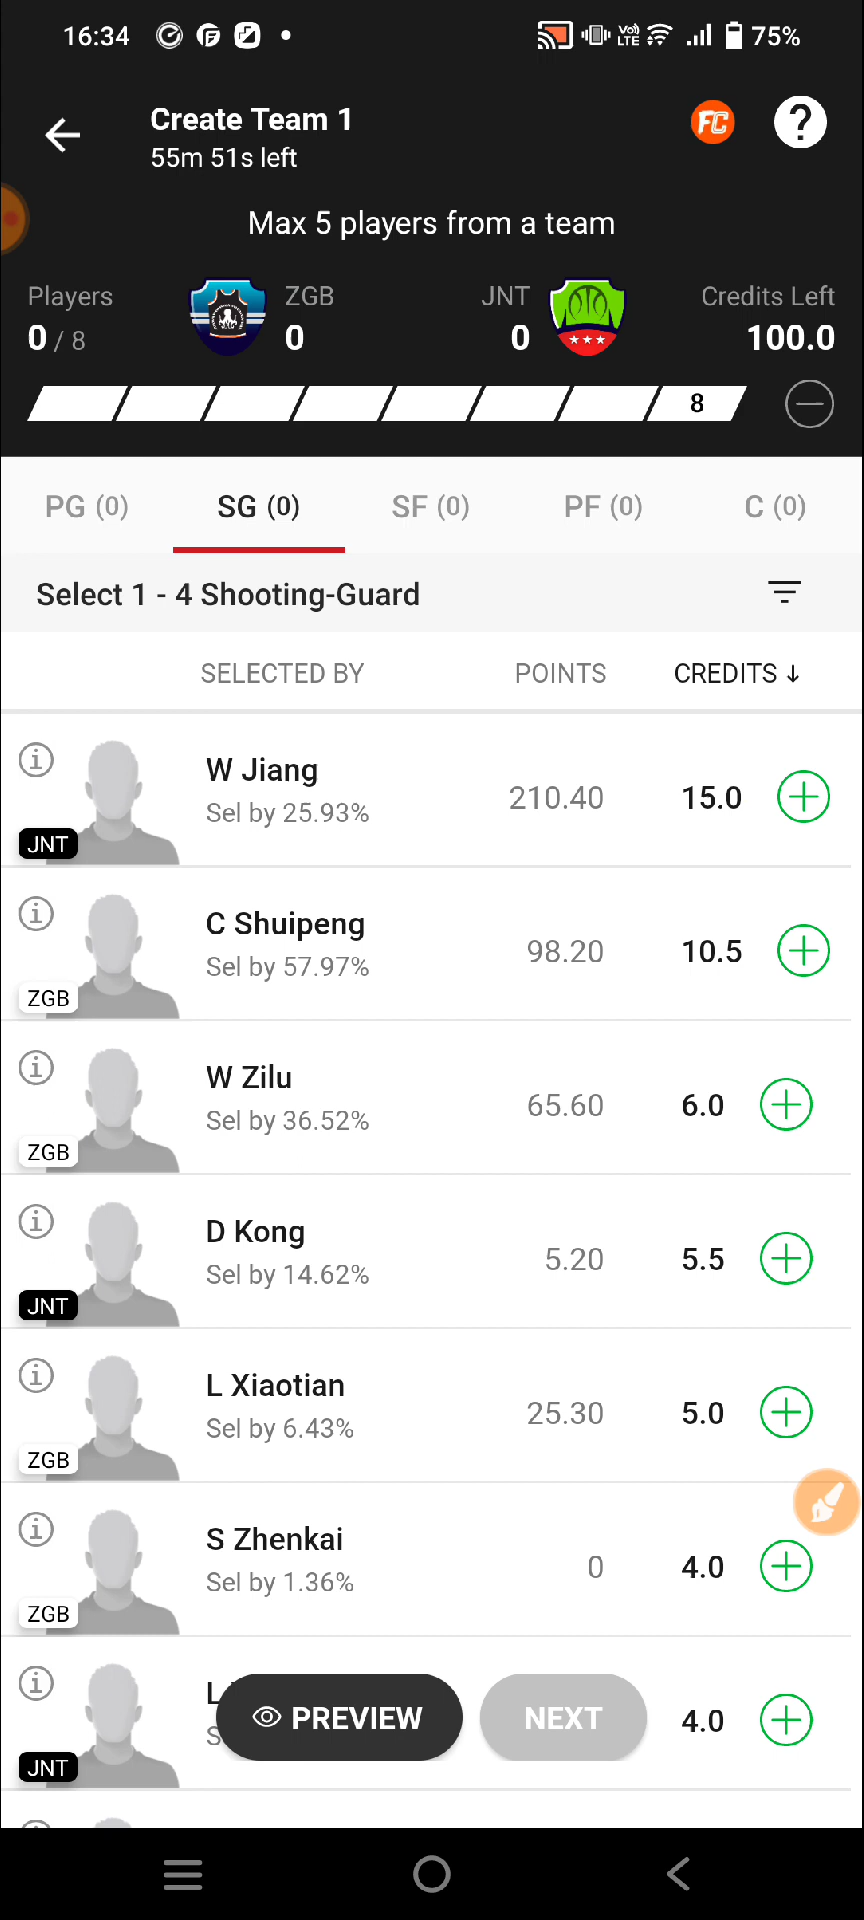 16:34
VoD LTE
75%
Create Team 1
55m 51s left
FC
?
Max 5 players from a team
Players
ZGB
JNT
Credits Left
0 / 8
0
0
100.0
8
PG (0)
SG (0)
SF (0)
PF (0)
C (0)
Select 1 - 4 Shooting-Guard
SELECTED BY
POINTS
CREDITS ↓
W Jiang
Sel by 25.93%
210.40
15.0
JNT
C Shuipeng
Sel by 57.97%
98.20
10.5
ZGB
W Zilu
Sel by 36.52%
65.60
6.0
ZGB
D Kong
Sel by 14.62%
5.20
5.5
JNT
L Xiaotian
Sel by 6.43%
25.30
5.0
ZGB
S Zhenkai
Sel by 1.36%
0
4.0
ZGB
L
PREVIEW
NEXT
4.0
JNT